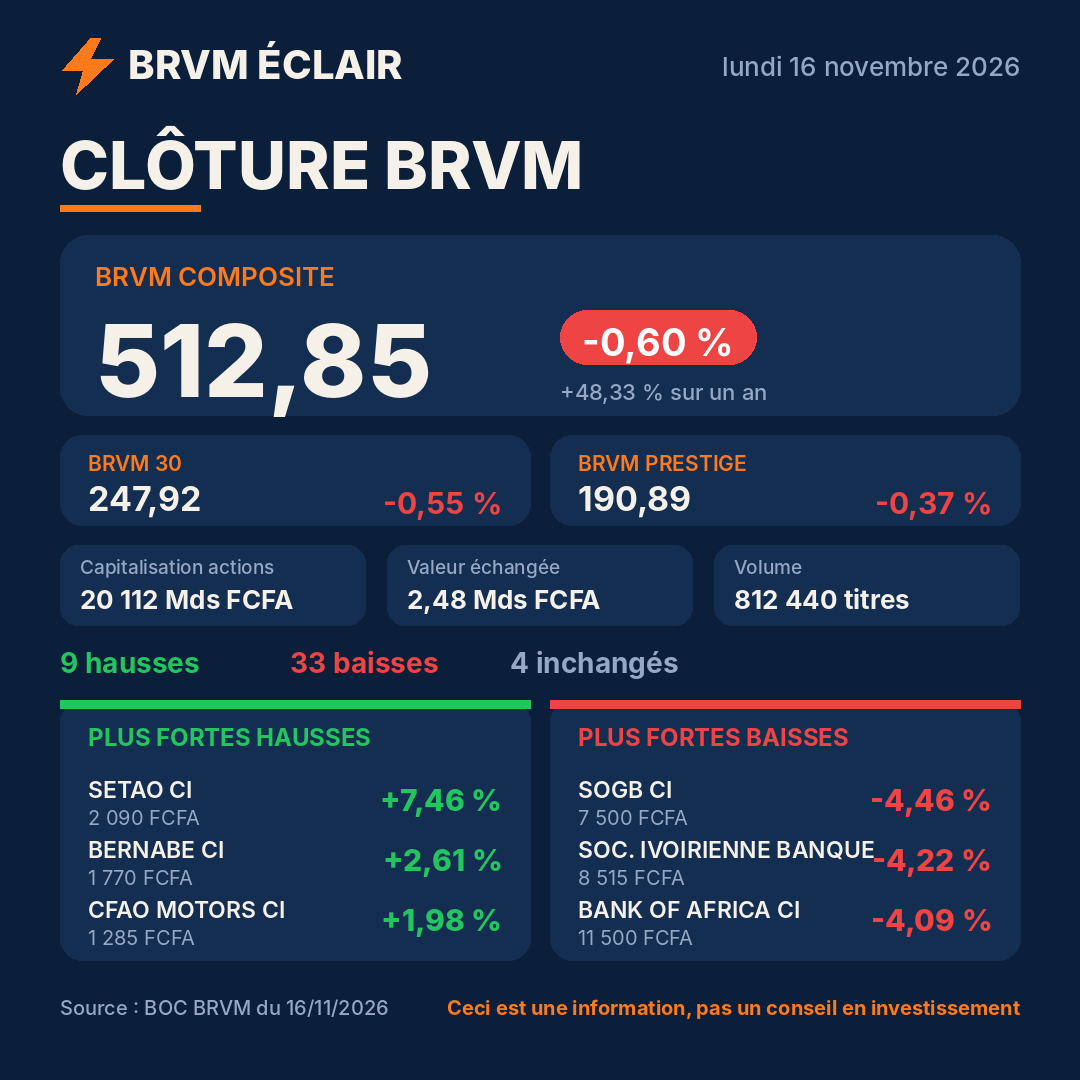 BRVM ÉCLAIR
lundi 16 novembre 2026
CLÔTURE BRVM
BRVM COMPOSITE
512,85
-0,60 %
+48,33 % sur un an
BRVM 30
247,92
-0,55 %
BRVM PRESTIGE
190,89
-0,37 %
Capitalisation actions
20 112 Mds FCFA
Valeur échangée
2,48 Mds FCFA
Volume
812 440 titres
9 hausses
33 baisses
4 inchangés
PLUS FORTES HAUSSES
SETAO CI
+7,46 %
2 090 FCFA
BERNABE CI
+2,61 %
1 770 FCFA
CFAO MOTORS CI
+1,98 %
1 285 FCFA
PLUS FORTES BAISSES
SOGB CI
-4,46 %
7 500 FCFA
SOC. IVOIRIENNE BANQUE
-4,22 %
8 515 FCFA
BANK OF AFRICA CI
-4,09 %
11 500 FCFA
Source : BOC BRVM du 16/11/2026
Ceci est une information, pas un conseil en investissement